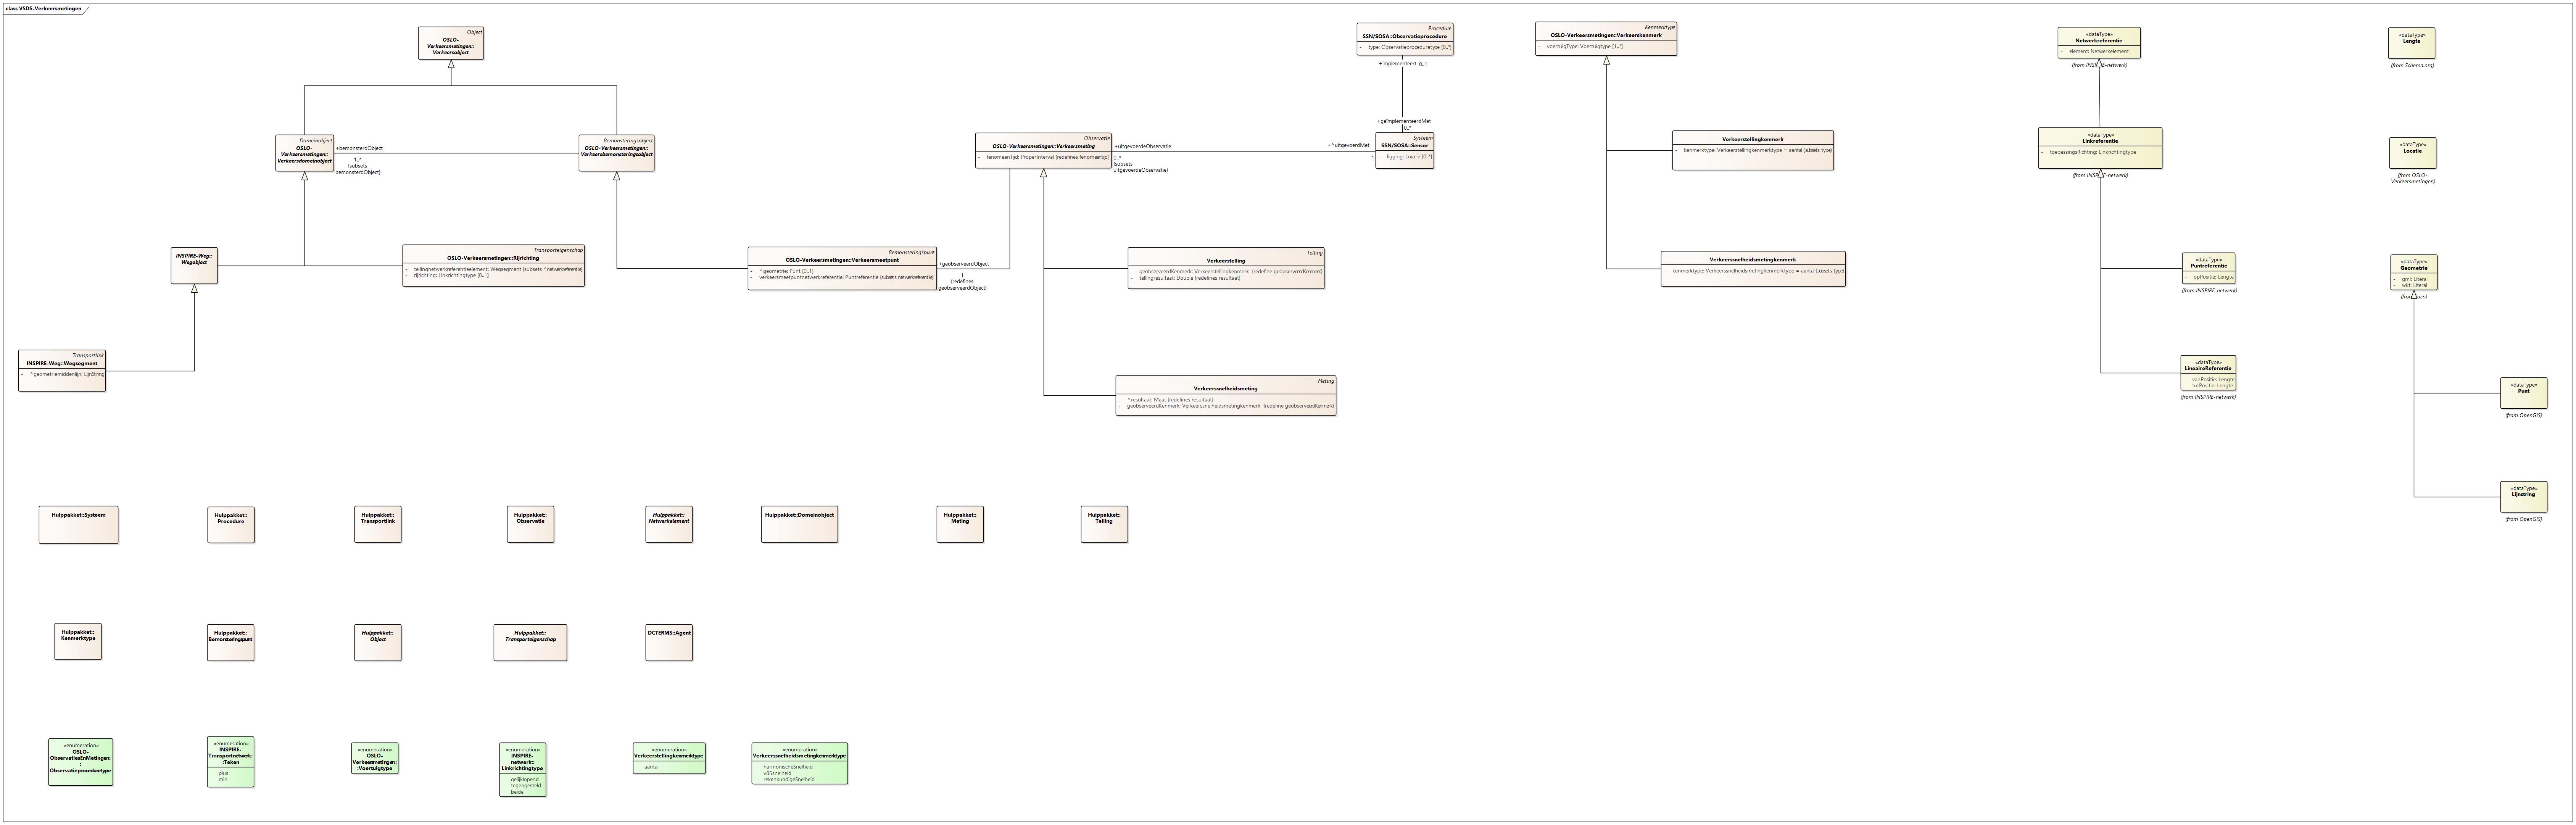 class VSDS-Verkeersmetingen
Object
OSLO-
Verkeersmetingen::
Verkeersobject
Procedure
SSN/SOSA::Observatieprocedure
- type: Observatieproceduretype [0..*]
+implementeert 0..1
+geïmplementeerdMet
0..*
Kenmerktype
OSLO-Verkeersmetingen::Verkeerskenmerk
- voertuigType: Voertuigtype [1..*]
«dataType»
Netwerkreferentie
- element: Netwerkelement
(from INSPIRE-netwerk)
«dataType»
Lengte
(from Schema.org)
Domeinobject
OSLO-
Verkeersmetingen::
Verkeersdomeinobject
+bemonsterdObject
1..*
{subsets
bemonsterdObject}
Bemonsteringsobject
OSLO-Verkeersmetingen::
Verkeersbemonsteringsobject
Observatie
OSLO-Verkeersmetingen::Verkeersmeting
- fenomeenTijd: ProperInterval {redefines fenomeentijd}
+uitgevoerdeObservatie
0..*
{subsets
uitgevoerdeObservatie}
+^uitgevoerdMet
1
Systeem
SSN/SOSA::Sensor
- ligging: Locatie [0..*]
Verkeerstellingkenmerk
- kenmerktype: Verkeerstellingkenmerktype = aantal {subsets type}
«dataType»
Linkreferentie
- toepassingsRichting: Linkrichtingtype
(from INSPIRE-netwerk)
«dataType»
Locatie
(from OSLO-
Verkeersmetingen)
INSPIRE-Weg::
Wegobject
Transporteigenschap
OSLO-Verkeersmetingen::Rijrichting
- tellingnetwerkreferentieelement: Wegsegment {subsets ^netwerkreferentie}
- rijrichting: Linkrichtingtype [0..1]
Bemonsteringspunt
OSLO-Verkeersmetingen::Verkeersmeetpunt
- ^geometrie: Punt [0..1]
- verkeersmeetpuntnetwerkreferentie: Puntreferentie {subsets netwerkreferentie}
+geobserveerdObject
1
{redefines
geobserveerdObject}
Telling
Verkeerstelling
- geobserveerdKenmerk: Verkeerstellingkenmerk {redefine geobserveerdKenmerk}
- tellingresultaat: Double {redefines resultaat}
Verkeerssnelheidsmetingkenmerk
- kenmerktype: Verkeerssnelheidsmetingkenmerktype = aantal {subsets type}
«dataType»
Puntreferentie
- opPositie: Lengte
(from INSPIRE-netwerk)
«dataType»
Geometrie
- gml: Literal
- wkt: Literal
(from locn)
Transportlink
INSPIRE-Weg::Wegsegment
- ^geometriemiddenlijn: LijnString
Meting
Verkeerssnelheidsmeting
- ^resultaat: Maat {redefines resultaat}
- geobserveerdKenmerk: Verkeerssnelheidsmetingkenmerk {redefine geobserveerdKenmerk}
«dataType»
LineaireReferentie
- vanPositie: Lengte
- totPositie: Lengte
(from INSPIRE-netwerk)
«dataType»
Punt
(from OpenGIS)
«dataType»
Lijnstring
(from OpenGIS)
Hulppakket::Systeem
Hulppakket::
Procedure
Hulppakket::
Transportlink
Hulppakket::
Observatie
Hulppakket::
Netwerkelement
Hulppakket::Domeinobject
Hulppakket::
Meting
Hulppakket::
Telling
Hulppakket::
Kenmerktype
Hulppakket::
Bemonsteringspunt
Hulppakket::
Object
Hulppakket::
Transporteigenschap
DCTERMS::Agent
«enumeration»
OSLO-
ObservatiesEnMetingen:
:
Observatieproceduretype
«enumeration»
INSPIRE-
Transportnetwerk:
:Teken
plus
min
«enumeration»
OSLO-
Verkeersmetingen:
:Voertuigtype
«enumeration»
INSPIRE-
netwerk::
Linkrichtingtype
gelijklopend
tegengesteld
beide
«enumeration»
Verkeerstellingkenmerktype
aantal
«enumeration»
Verkeerssnelheidsmetingkenmerktype
harmonischeSnelheid
v85snelheid
rekenkundigeSnelheid